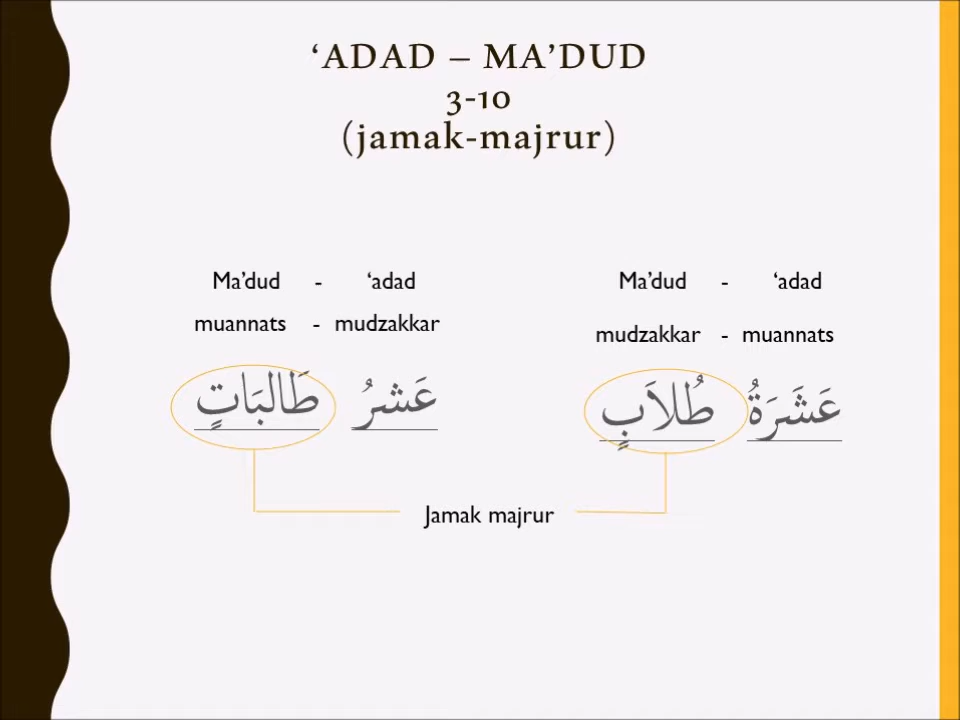 ‘ADAD – MA’DUD
3-10
(jamak-majrur)
Ma’dud - ‘adad
muannats - mudzakkar
عَشرُ طَالبَاتٍ
Ma’dud - ‘adad
mudzakkar - muannats
عَشَرَةُ طُلاَبٍ
Jamak majrur